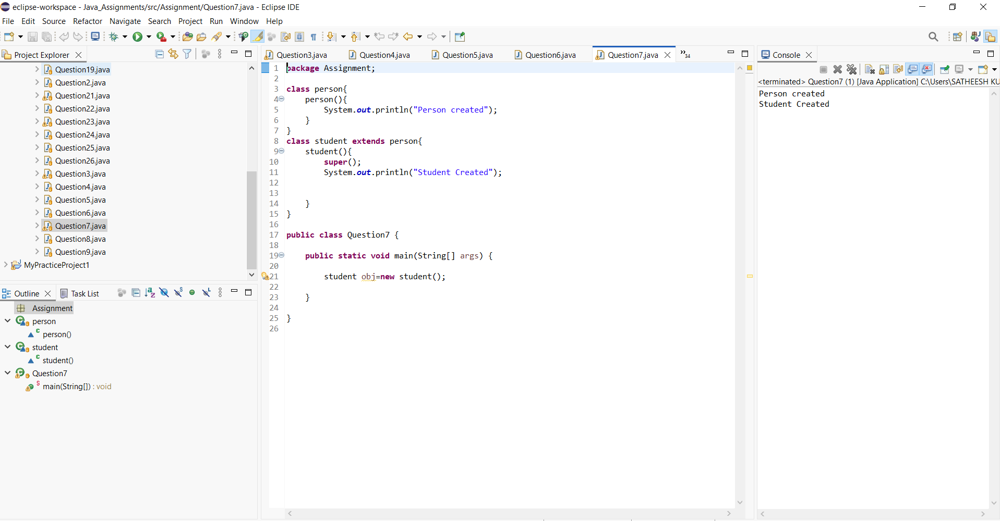 eclipse-workspace - Java_Assignments/src/Assignment/Question7.java - Eclipse IDE
File Edit Source Refactor Navigate Search Project Run Window Help
Project Explorer
Question19.java
Question2.java
Question21.java
Question22.java
Question23.java
Question24.java
Question25.java
Question26.java
Question3.java
Question4.java
Question5.java
Question6.java
Question7.java
Question8.java
Question9.java
MyPracticeProject1
Outline Task List
Assignment
person
person()
student
student()
Question7
main(String[]) : void
Question3.java Question4.java Question5.java Question6.java Question7.java »34
1 package Assignment;
2
3 class person{
4 person(){
5 System.out.println("Person created");
6 }
7 }
8 class student extends person{
9 student(){
10 super();
11 System.out.println("Student Created");
12
13
14 }
15 }
16
17 public class Question7 {
18
19 public static void main(String[] args) {
20
21 student obj=new student();
22
23 }
24
25 }
26
Console
<terminated> Question7 (1) [Java Application] C:\Users\SATHEESH KU
Person created
Student Created